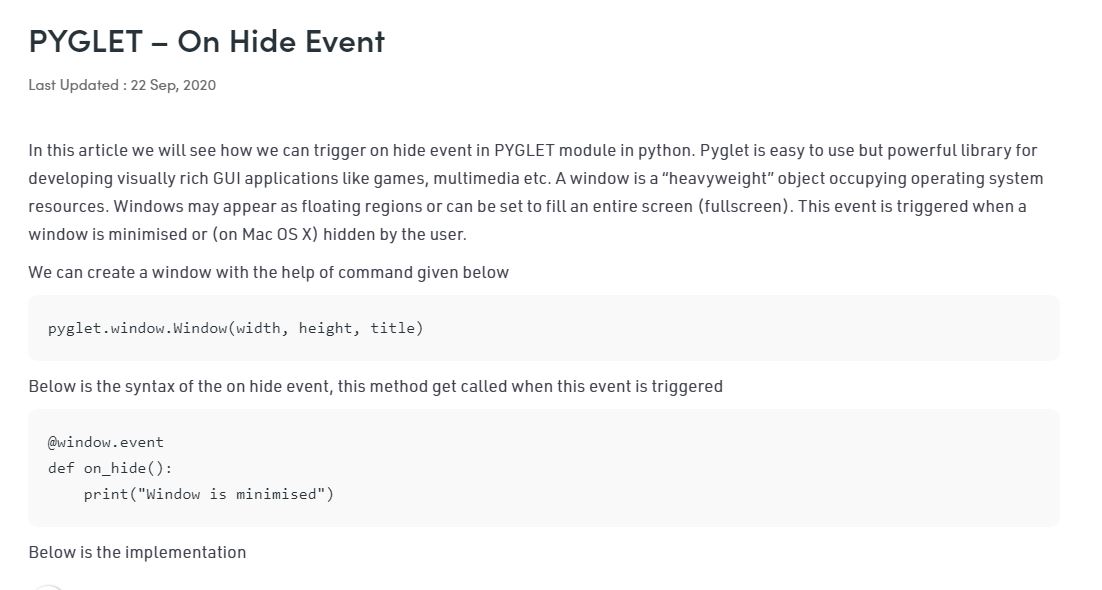 PYGLET – On Hide Event
Last Updated : 22 Sep, 2020
In this article we will see how we can trigger on hide event in PYGLET module in python. Pyglet is easy to use but powerful library for
developing visually rich GUI applications like games, multimedia etc. A window is a “heavyweight” object occupying operating system
resources. Windows may appear as floating regions or can be set to fill an entire screen (fullscreen). This event is triggered when a
window is minimised or (on Mac OS X) hidden by the user.
We can create a window with the help of command given below
pyglet.window.Window(width, height, title)
Below is the syntax of the on hide event, this method get called when this event is triggered
@window.event
def on_hide():
    print("Window is minimised")
Below is the implementation